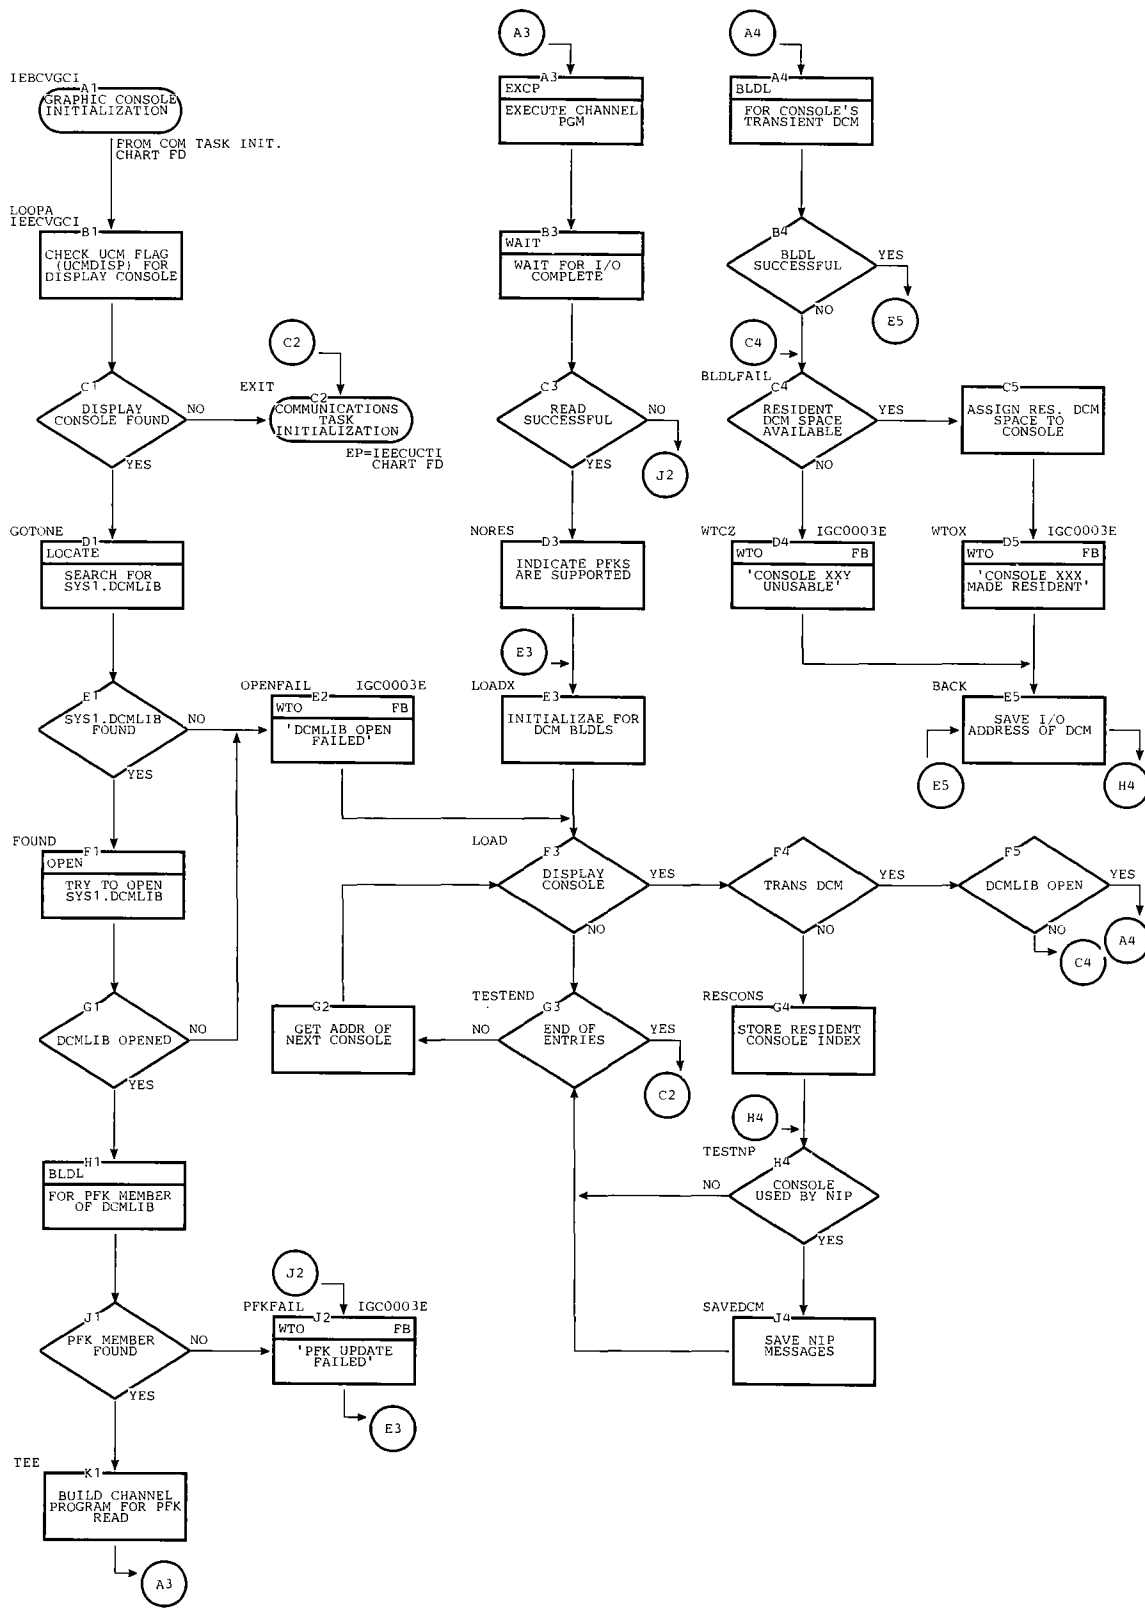 IEBCVGCI
A1
GRAPHIC CONSOLE
INITIALIZATION
FROM COM TASK INIT.
CHART FD
LOOPA
IEECVGCI
B1
CHECK UCM FLAG
(UCMDISP) FOR
DISPLAY CONSOLE
C1
DISPLAY
CONSOLE FOUND
NO
YES
C2
EXIT
C2
COMMUNICATIONS
TASK
INITIALIZATION
EP=IEECUCTI
CHART FD
GOTONE
D1
LOCATE
SEARCH FOR
SYS1.DCMLIB
E1
SYS1.DCMLIB
FOUND
NO
YES
OPENFAIL
IGC0003E
E2
WTO
FB
'DCMLIB OPEN
FAILED'
FOUND
F1
OPEN
TRY TO OPEN
SYS1.DCMLIB
G1
DCMLIB OPENED
NO
YES
G2
GET ADDR OF
NEXT CONSOLE
H1
BLDL
FOR PFK MEMBER
OF DCMLIB
J1
PFK MEMBER
FOUND
NO
YES
J2
PFKFAIL
IGC0003E
J2
WTO
FB
'PFK UPDATE
FAILED'
E3
TEE
K1
BUILD CHANNEL
PROGRAM FOR PFK
READ
A3
A3
A3
EXCP
EXECUTE CHANNEL
PGM
B3
WAIT
WAIT FOR I/O
COMPLETE
C3
READ
SUCCESSFUL
NO
YES
J2
NORES
D3
INDICATE PFKS
ARE SUPPORTED
E3
LOADX
E3
INITIALIZAE FOR
DCM BLDLS
LOAD
F3
DISPLAY
CONSOLE
YES
NO
TESTEND
G3
END OF
ENTRIES
NO
YES
C2
A4
A4
BLDL
FOR CONSOLE'S
TRANSIENT DCM
B4
BLDL
SUCCESSFUL
YES
NO
E5
C4
BLDLFAIL
C4
RESIDENT
DCM SPACE
AVAILABLE
YES
NO
C5
ASSIGN RES. DCM
SPACE TO
CONSOLE
WTCZ
IGC0003E
D4
WTO
FB
'CONSOLE XXY
UNUSABLE'
WTOX
IGC0003E
D5
WTO
FB
'CONSOLE XXX
MADE RESIDENT'
BACK
E5
SAVE I/O
ADDRESS OF DCM
E5
H4
F4
TRANS DCM
YES
NO
F5
DCMLIB OPEN
YES
NO
A4
C4
RESCONS
G4
STORE RESIDENT
CONSOLE INDEX
H4
TESTNP
H4
CONSOLE
USED BY NIP
NO
YES
SAVEDCM
J4
SAVE NIP
MESSAGES